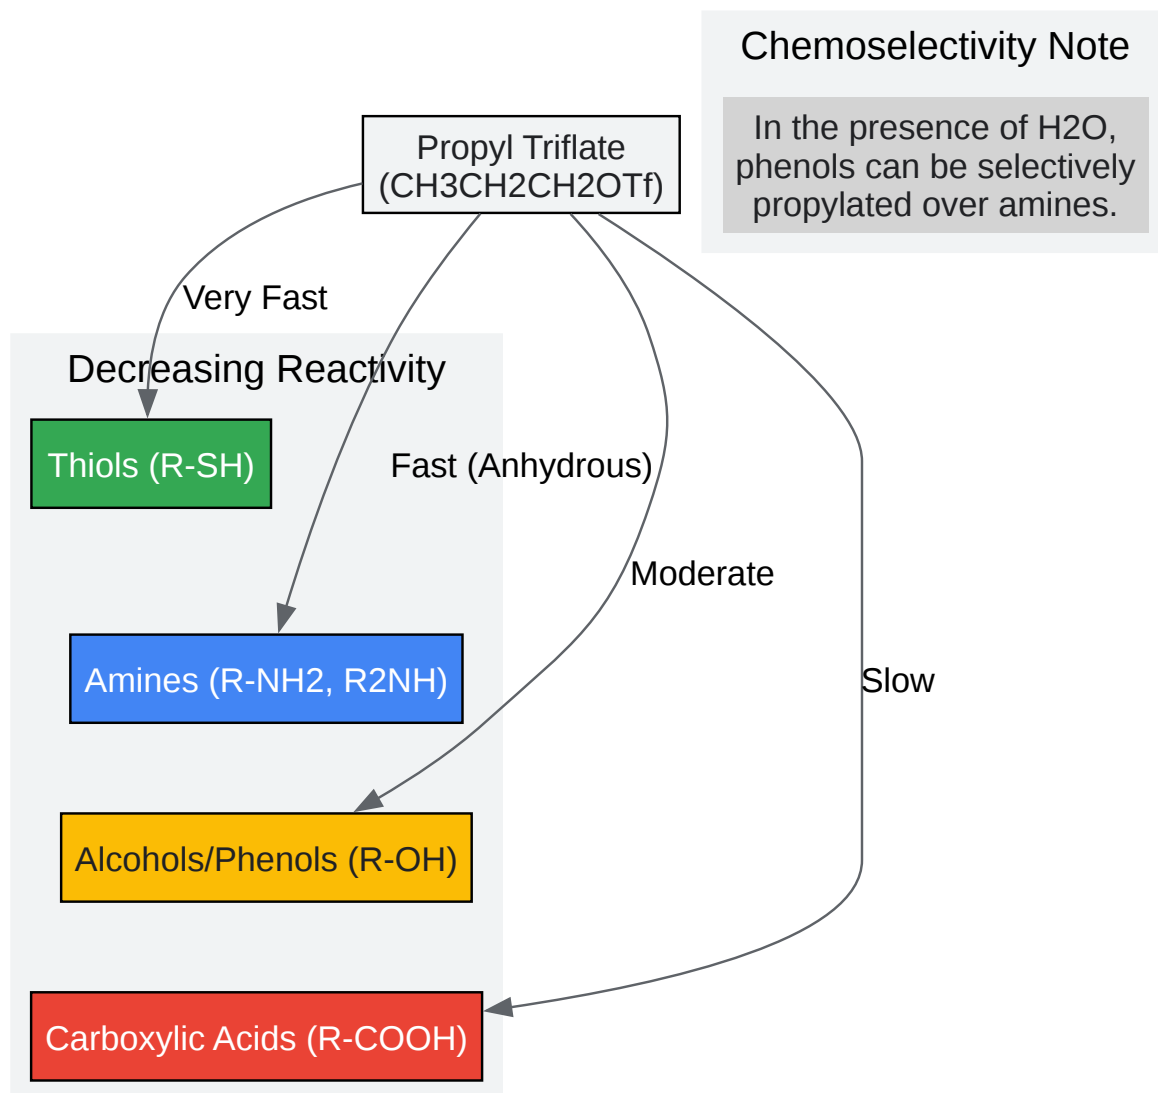 Chemoselectivity Note
In the presence of H2O,
phenols can be selectively
propylated over amines.
Propyl Triflate
(CH3CH2CH2OTf)
Very Fast
Decreasing Reactivity
Thiols (R-SH)
Fast (Anhydrous)
Moderate
Amines (R-NH2, R2NH)
Slow
Alcohols/Phenols (R-OH)
Carboxylic Acids (R-COOH)